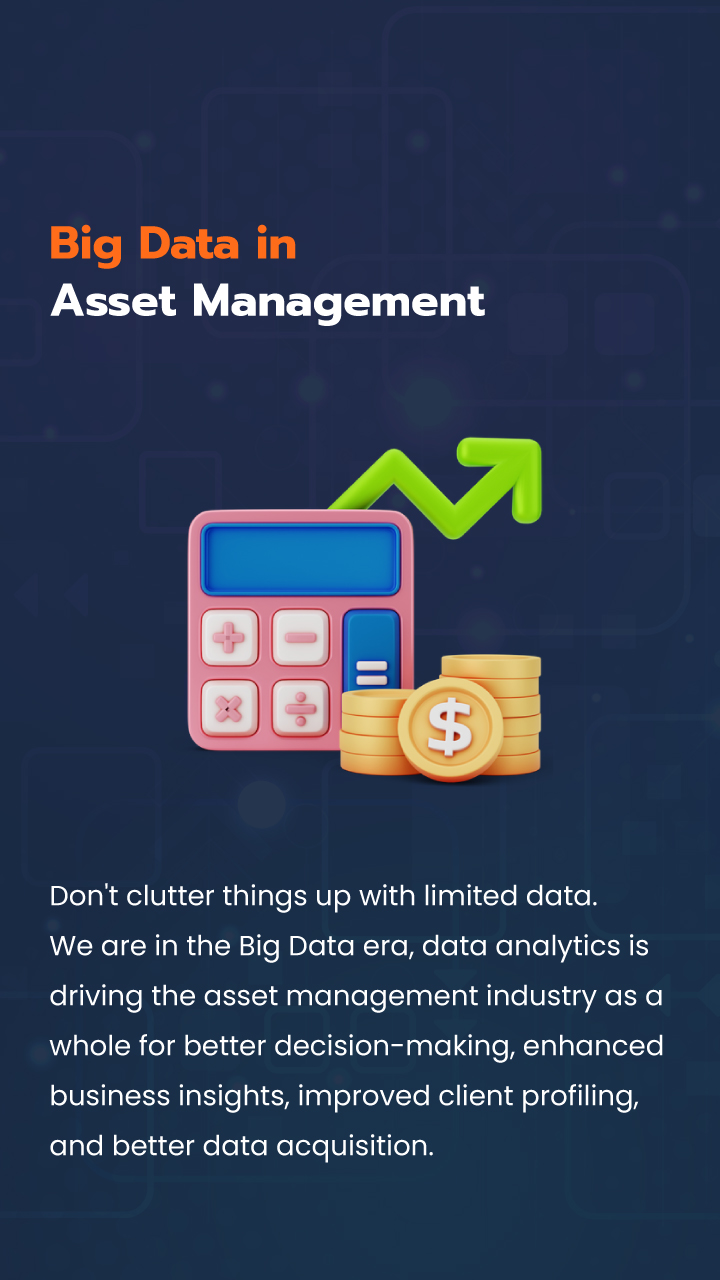 Big Data in
Asset Management
$
Don't clutter things up with limited data.
We are in the Big Data era, data analytics is
driving the asset management industry as a
whole for better decision-making, enhanced
business insights, improved client profiling,
and better data acquisition.